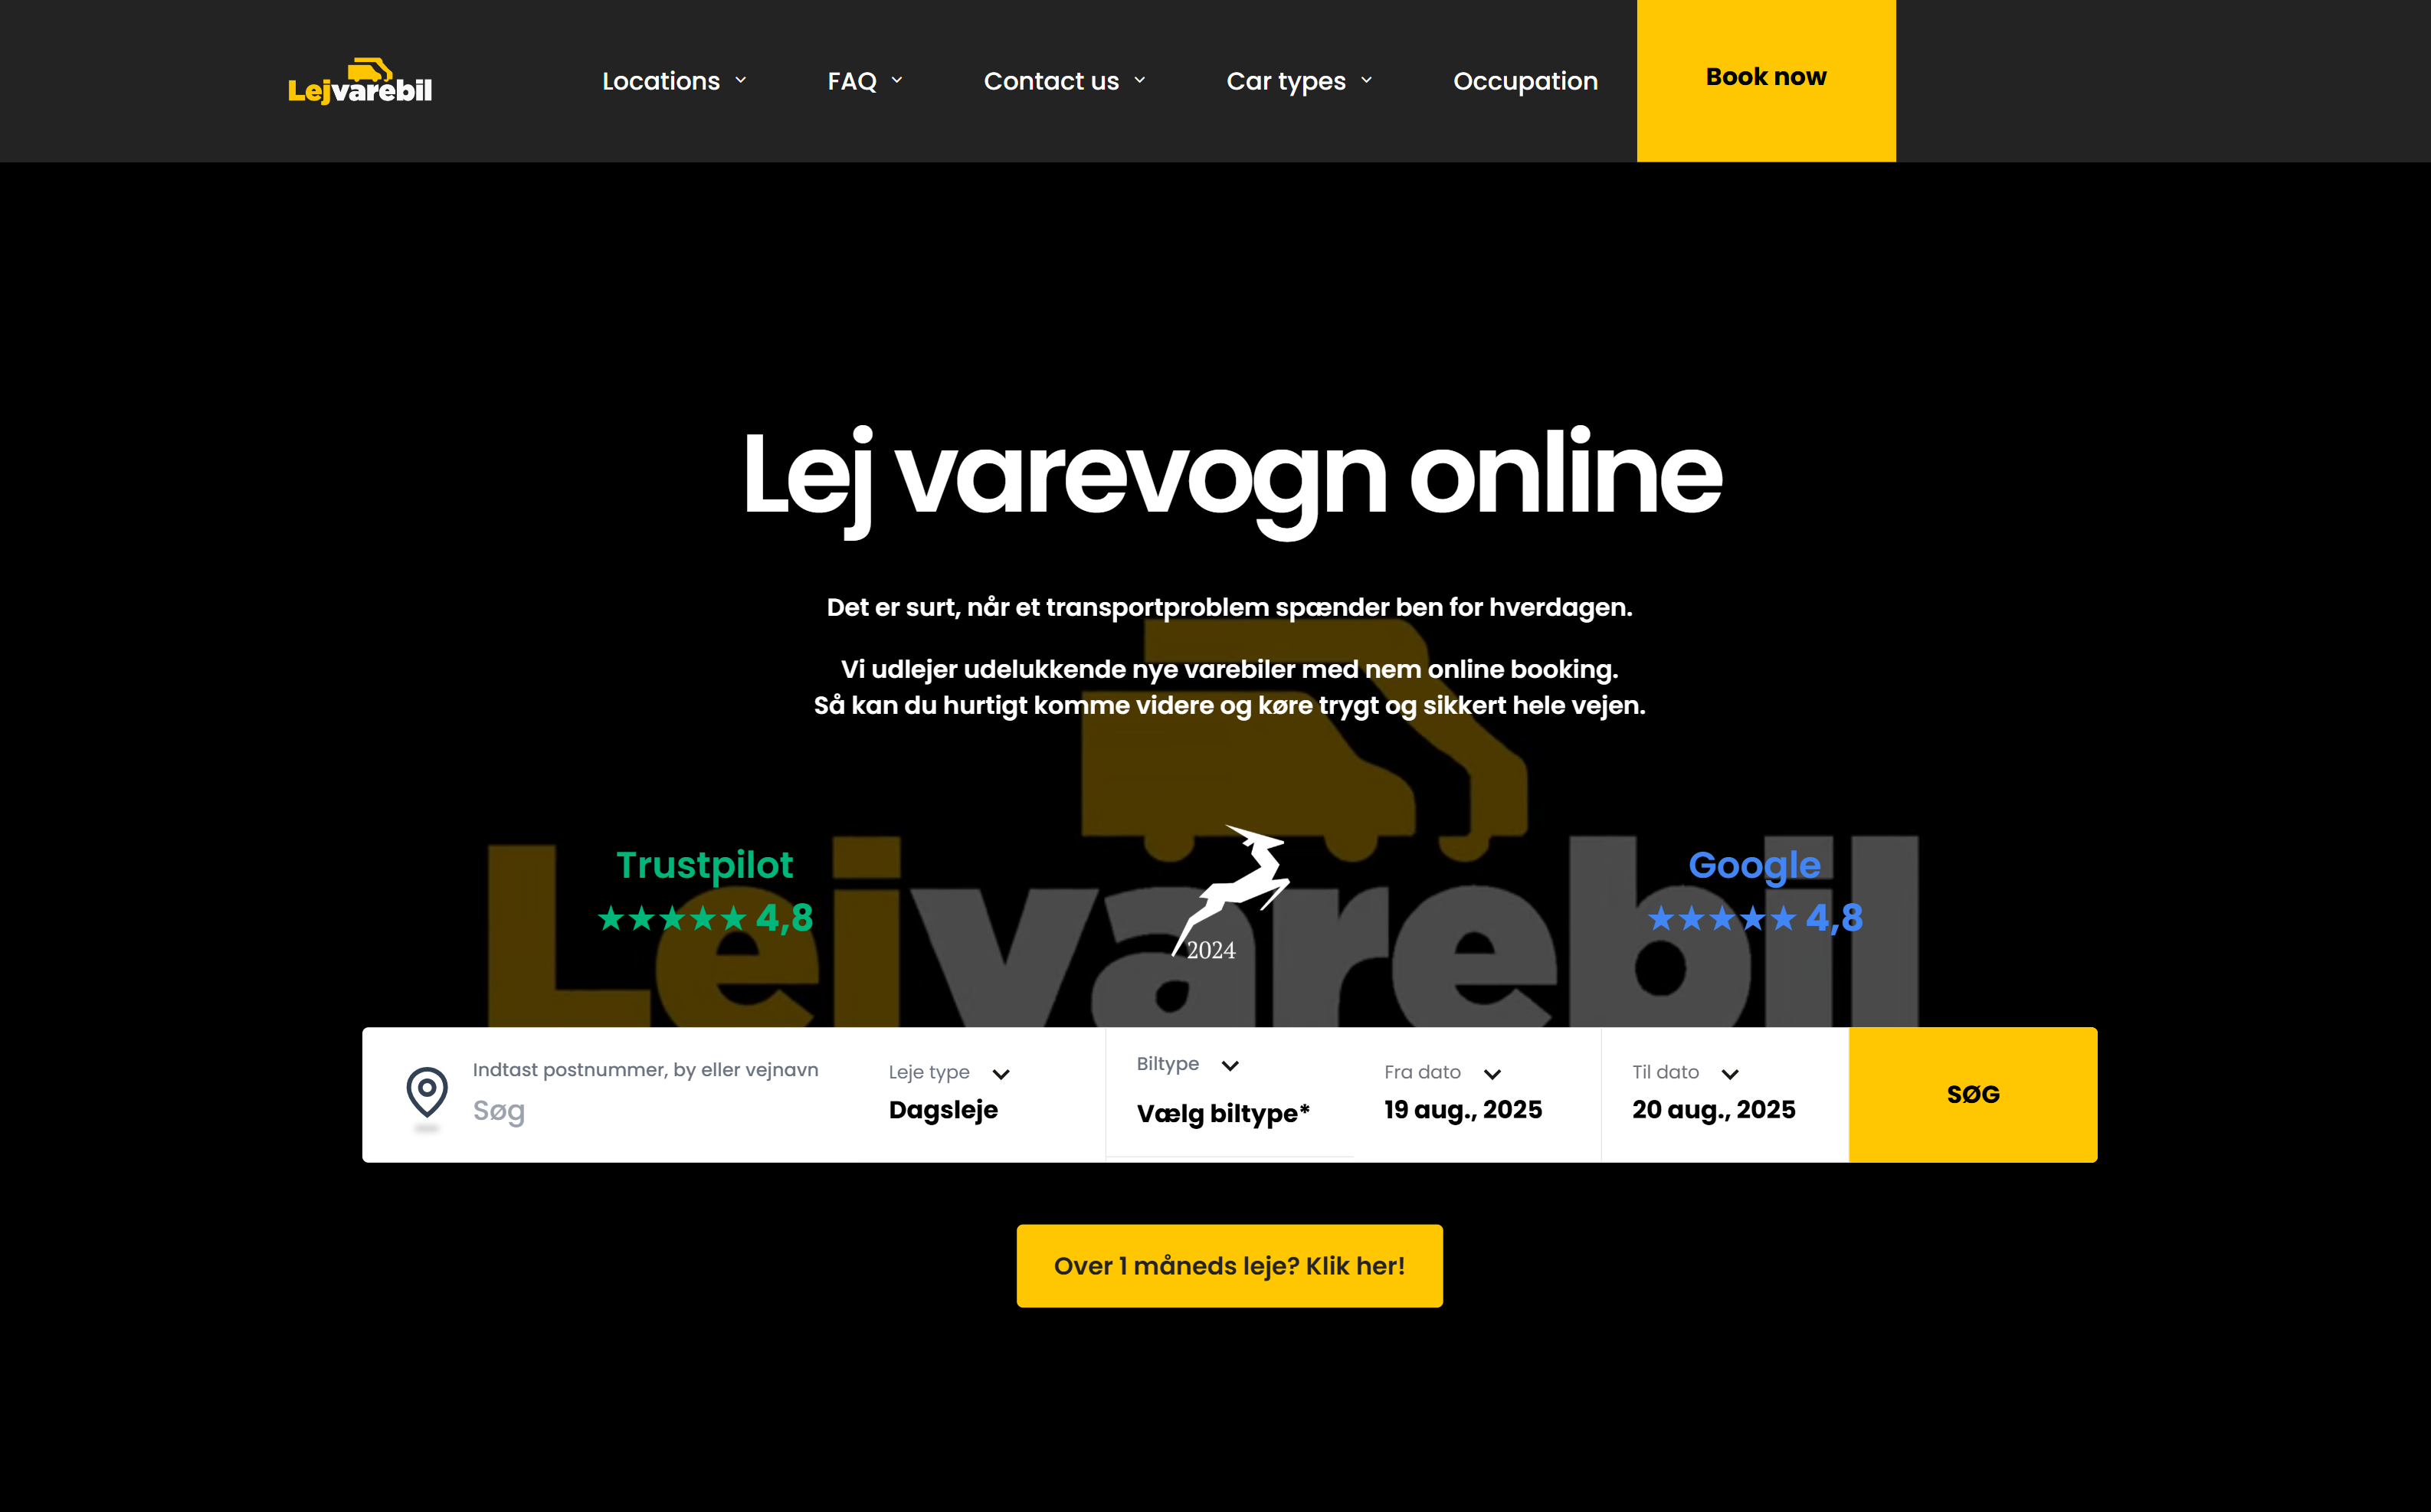 Lejvarebil
Locations
FAQ
Contact us
Car types
Occupation
Book now
Lej varevogn online
Det er surt, når et transportproblem spænder ben for hverdagen.
Vi udlejer udelukkende nye varebiler med nem online booking.
Så kan du hurtigt komme videre og køre trygt og sikkert hele vejen.
Trustpilot
★★★★★ 4,8
2024
Google
★★★★★ 4,8
Lejvarebil
Indtast postnummer, by eller vejnavn
Søg
Leje type
Dagsleje
Biltype
Vælg biltype*
Fra dato
19 aug., 2025
Til dato
20 aug., 2025
SØG
Over 1 måneds leje? Klik her!